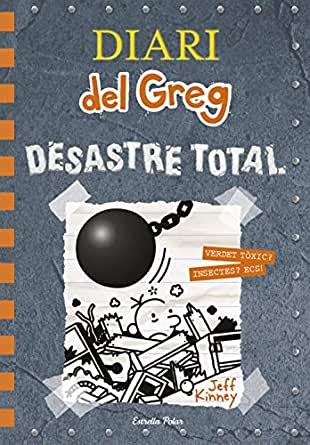 DIARI
del Greg
DESASTRE TOTAL
VERDET TÒXIC?
INSECTES? ECS!
Jeff
Kinney
Estrella Polar